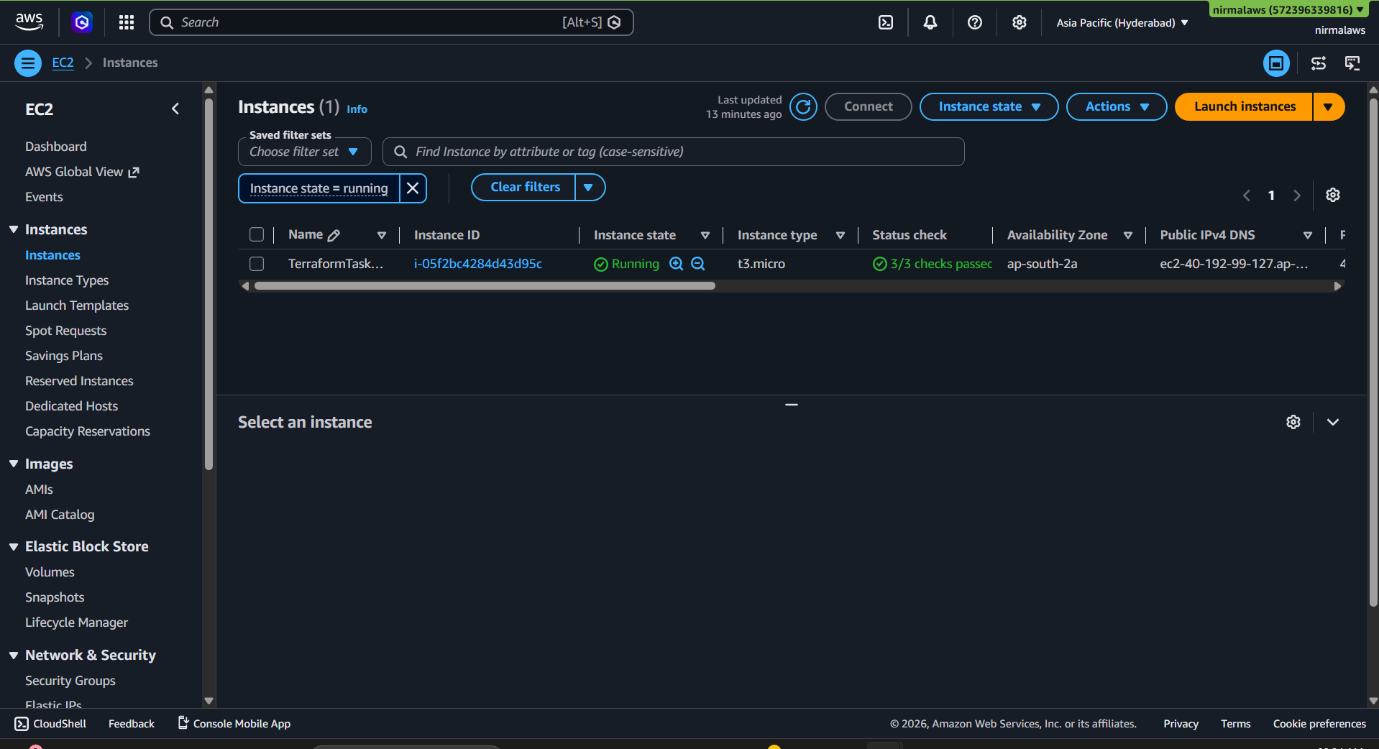 aws
Search [Alt+S]
Asia Pacific (Hyderabad)
nirmalaws (572396339816)
nirmalaws
EC2 Instances
EC2
Dashboard
AWS Global View
Events
Instances
Instances
Instance Types
Launch Templates
Spot Requests
Savings Plans
Reserved Instances
Dedicated Hosts
Capacity Reservations
Images
AMIs
AMI Catalog
Elastic Block Store
Volumes
Snapshots
Lifecycle Manager
Network & Security
Security Groups
Elastic IPs
Instances (1) Info
Last updated
13 minutes ago
Connect
Instance state
Actions
Launch instances
Saved filter sets
Choose filter set
Find Instance by attribute or tag (case-sensitive)
Instance state = running
Clear filters
1
Name Instance ID Instance state Instance type Status check Availability Zone Public IPv4 DNS
TerraformTask... i-05f2bc4284d43d95c Running t3.micro 3/3 checks passed ap-south-2a ec2-40-192-99-127.ap-... 4
Select an instance
CloudShell Feedback Console Mobile App © 2026, Amazon Web Services, Inc. or its affiliates. Privacy Terms Cookie preferences